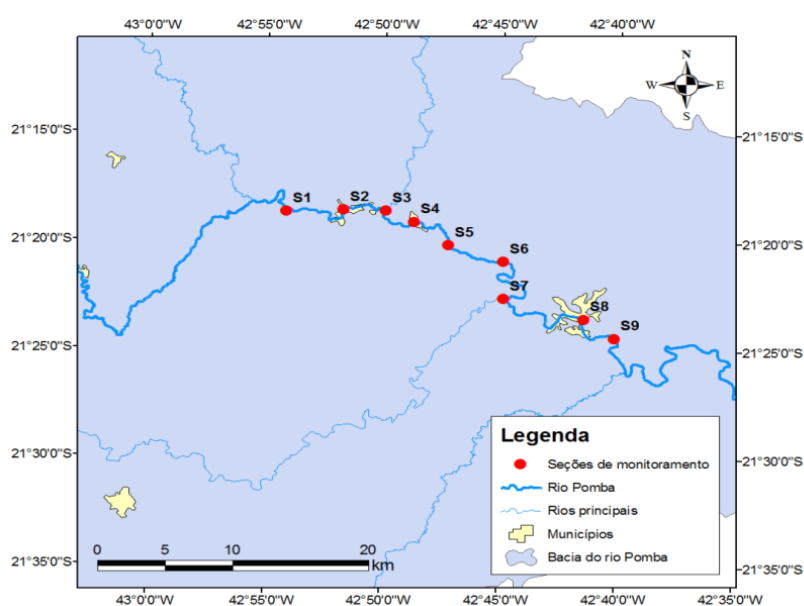 43°0'0"O 42°55'0"O 42°50'0"O 42°45'0"O 42°40'0"O
N
W E
S
21°15'0"S 21°15'0"S
S1 S2 S3
S4
S5
21°20'0"S 21°20'0"S
S6
S7
S8
S9
21°25'0"S 21°25'0"S
Legenda
Seções de monitoramento
Rio Pomba
Rios principais
Municípios
Bacia do rio Pomba
21°30'0"S 21°30'0"S
0 5 10 20
km
21°35'0"S 21°35'0"S
43°0'0"O 42°55'0"O 42°50'0"O 42°45'0"O 42°40'0"O 42°35'0"O